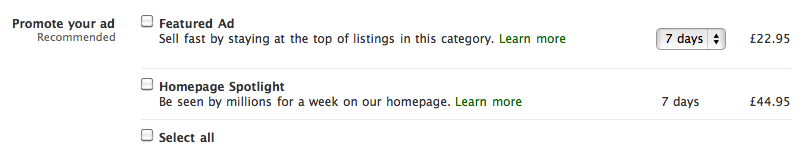 Promote your ad
Recommended
Featured Ad
Sell fast by staying at the top of listings in this category. Learn more
7 days
£22.95
Homepage Spotlight
Be seen by millions for a week on our homepage. Learn more
7 days
£44.95
Select all